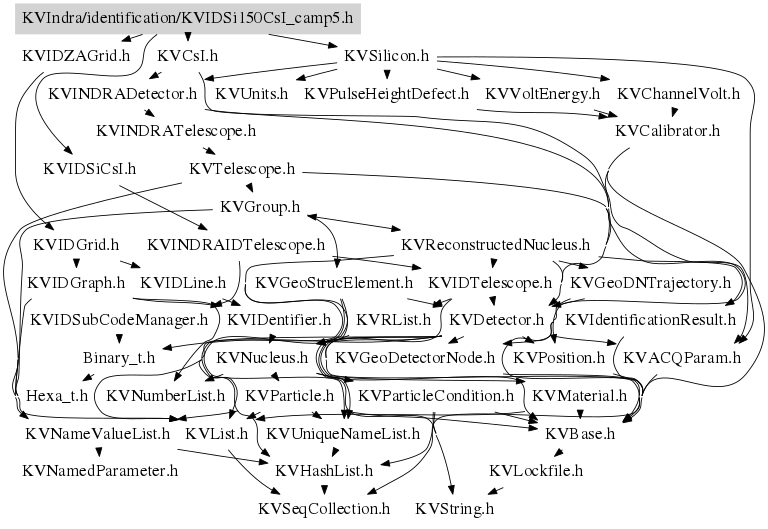 KVIndra/identification/KVIDSi150CsI_camp5.h
KVIDZAGrid.h KVCsI.h KVSilicon.h
KVINDRADetector.h KVUnits.h KVPulseHeightDefect.h KVVoltEnergy.h KVChannelVolt.h
KVINDRATelescope.h KVCalibrator.h
KVIDSiCsI.h KVTelescope.h
KVGroup.h
KVIDGrid.h KVINDRAIDTelescope.h KVReconstructedNucleus.h
KVIDGraph.h KVIDLine.h KVGeoStrucElement.h KVIDTelescope.h KVGeoDNTrajectory.h
KVIDSubCodeManager.h KVIDentifier.h KVRList.h KVDetector.h KVIdentificationResult.h
Binary_t.h KVNucleus.h KVGeoDetectorNode.h KVPosition.h KVACQParam.h
Hexa_t.h KVNumberList.h KVParticle.h KVParticleCondition.h KVMaterial.h
KVNameValueList.h KVList.h KVUniqueNameList.h KVBase.h
KVNamedParameter.h KVHashList.h KVLockfile.h
KVSeqCollection.h KVString.h